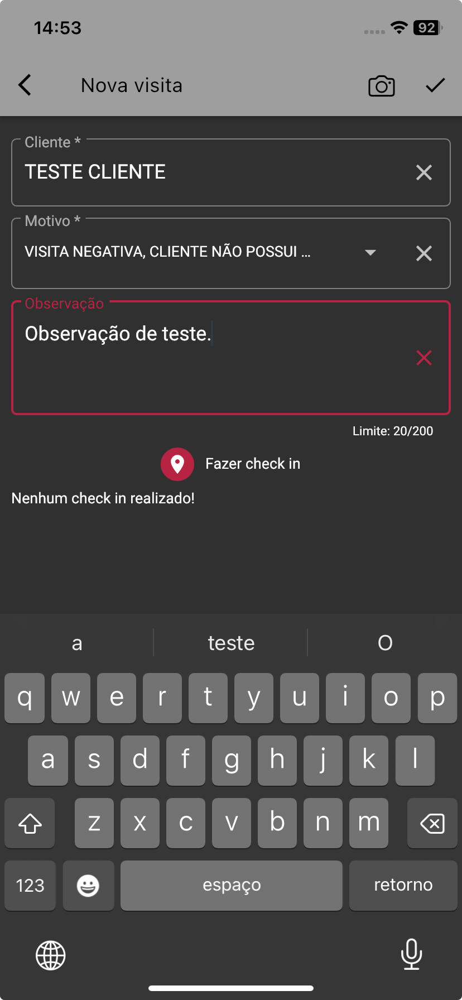 14:53
92
Nova visita
Cliente *
TESTE CLIENTE
Motivo *
VISITA NEGATIVA, CLIENTE NÃO POSSUI ...
Observação
Observação de teste.
Limite: 20/200
Fazer check in
Nenhum check in realizado!
a teste O
q w e r t y u i o p
a s d f g h j k l
z x c v b n m
123 espaço retorno